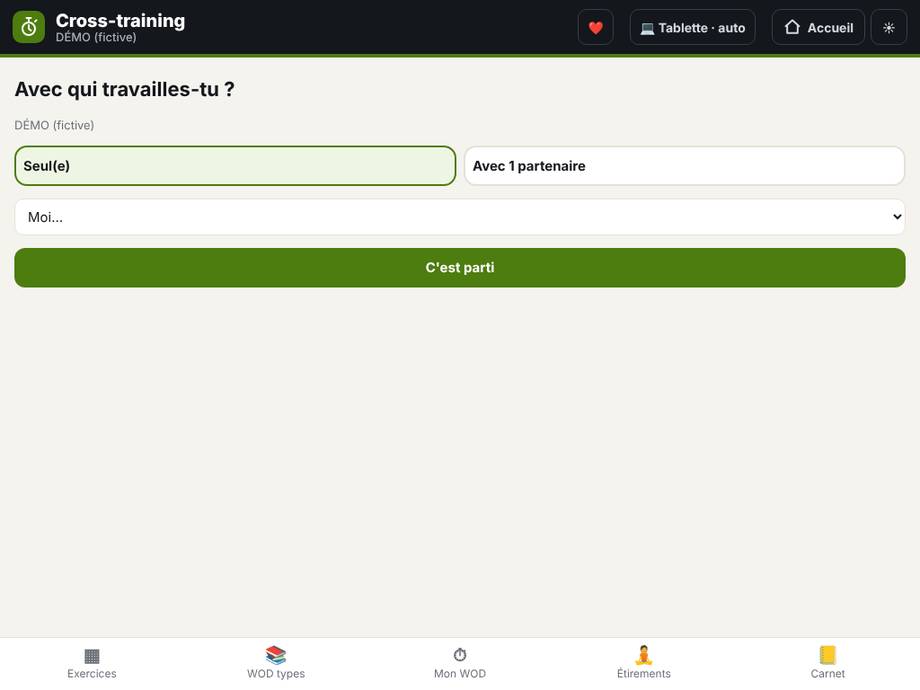 Cross-training
DÉMO (fictive)
Tablette · auto
Accueil
Avec qui travailles-tu ?
DÉMO (fictive)
Seul(e)
Avec 1 partenaire
Moi...
C'est parti
Exercices
WOD types
Mon WOD
Étirements
Carnet